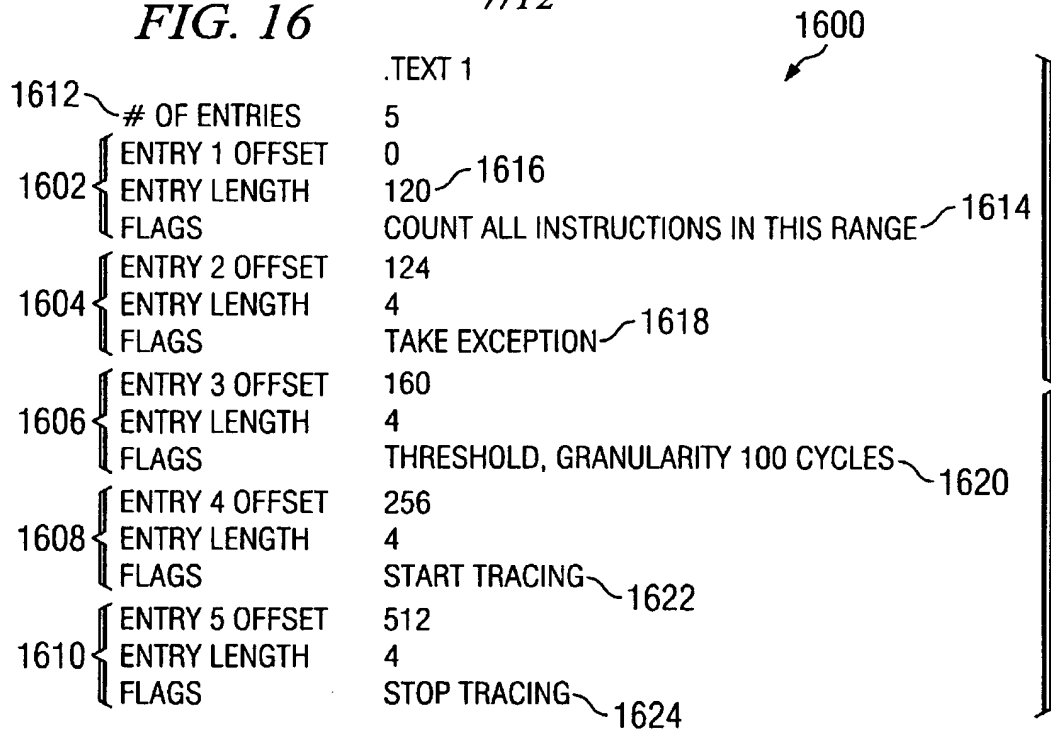 FIG. 16
7/12
1600
.TEXT 1
1612 # OF ENTRIES 5
ENTRY 1 OFFSET 0
1602 ENTRY LENGTH 120 1616
FLAGS COUNT ALL INSTRUCTIONS IN THIS RANGE 1614
ENTRY 2 OFFSET 124
1604 ENTRY LENGTH 4
FLAGS TAKE EXCEPTION 1618
ENTRY 3 OFFSET 160
1606 ENTRY LENGTH 4
FLAGS THRESHOLD, GRANULARITY 100 CYCLES 1620
ENTRY 4 OFFSET 256
1608 ENTRY LENGTH 4
FLAGS START TRACING 1622
ENTRY 5 OFFSET 512
1610 ENTRY LENGTH 4
FLAGS STOP TRACING 1624